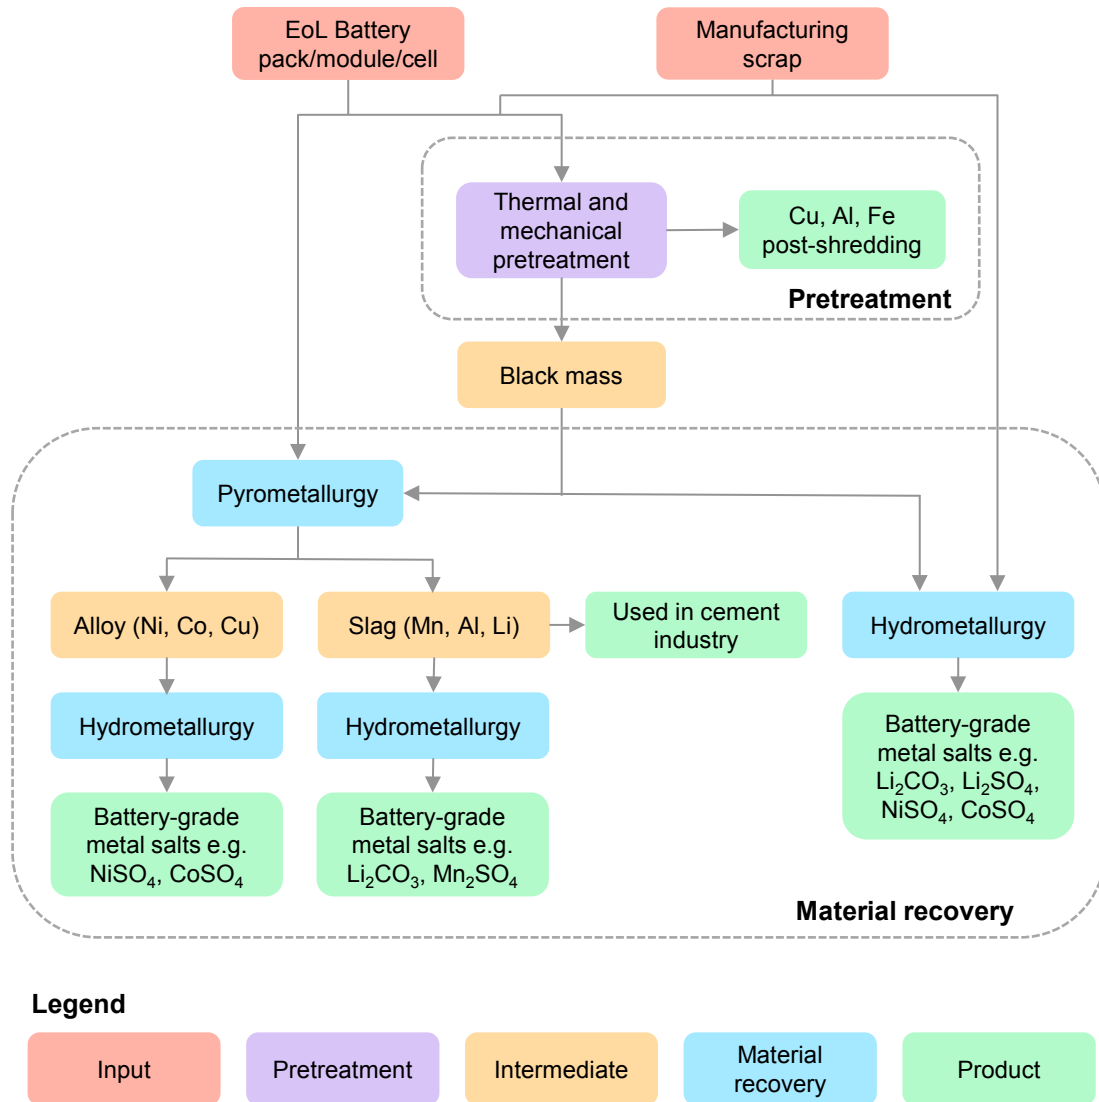 EoL Battery
pack/module/cell
Manufacturing
scrap
Thermal and
mechanical
pretreatment
Cu, Al, Fe
post-shredding
Pretreatment
Black mass
Pyrometallurgy
Alloy (Ni, Co, Cu)
Slag (Mn, Al, Li)
Used in cement
industry
Hydrometallurgy
Hydrometallurgy
Hydrometallurgy
Battery-grade
metal salts e.g.
Li₂CO₃, Li₂SO₄,
NiSO₄, CoSO₄
Battery-grade
metal salts e.g.
NiSO₄, CoSO₄
Battery-grade
metal salts e.g.
Li₂CO₃, Mn₂SO₄
Material recovery
Legend
Input
Pretreatment
Intermediate
Material
recovery
Product